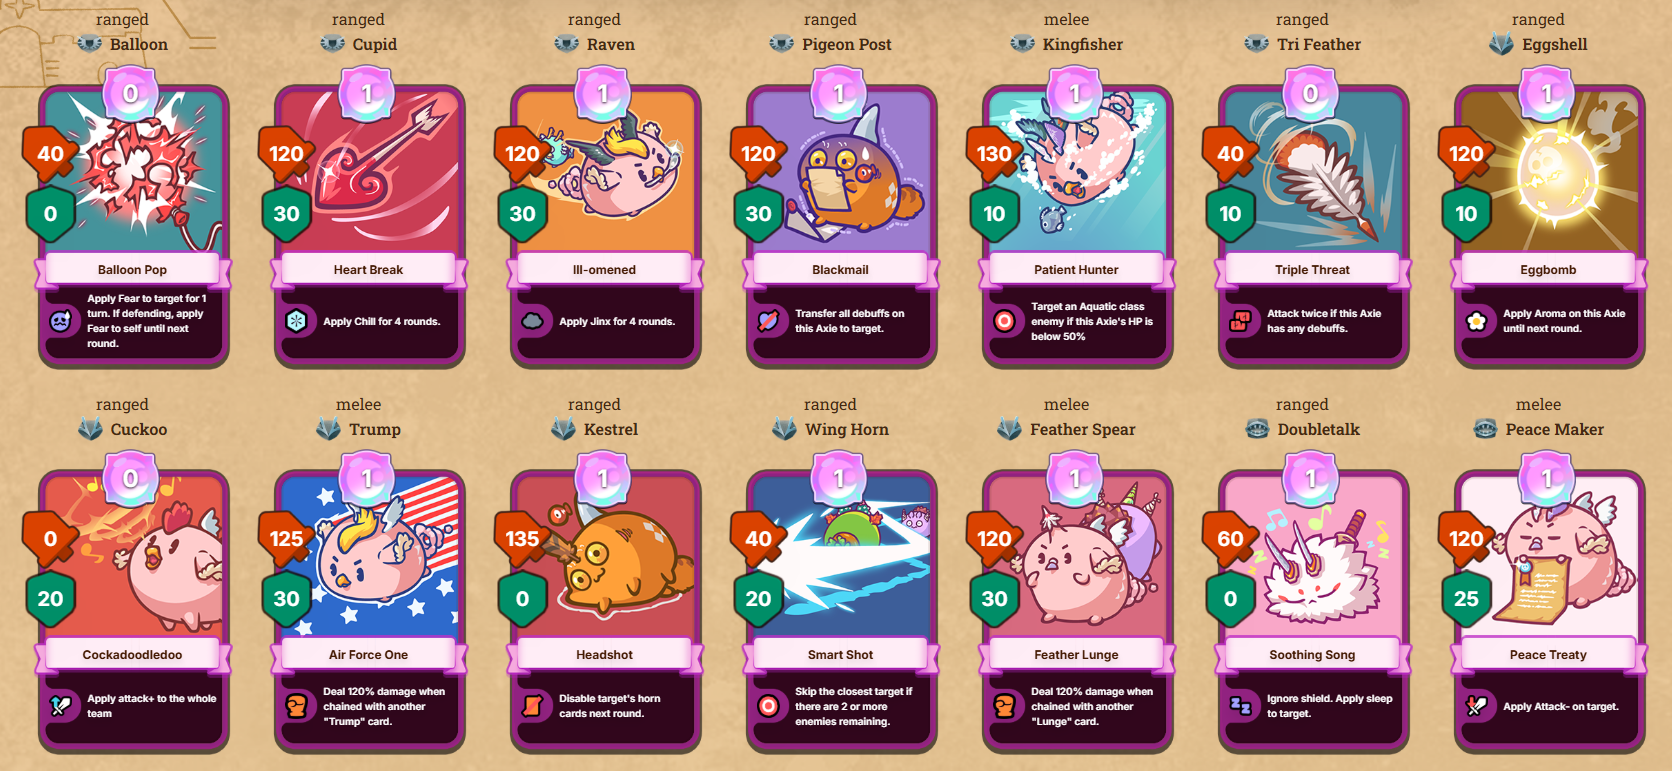 ranged
Balloon
0
40
0
Balloon Pop
Apply Fear to target for 1
turn. If defending, apply
Fear to self until next
round.
ranged
Cupid
1
120
30
Heart Break
Apply Chill for 4 rounds.
ranged
Raven
1
120
30
Ill-omened
Apply Jinx for 4 rounds.
ranged
Pigeon Post
1
120
30
Blackmail
Transfer all debuffs on
this Axie to target.
melee
Kingfisher
1
130
10
Patient Hunter
Target an Aquatic class
enemy if this Axie's HP is
below 50%
ranged
Tri Feather
0
40
10
Triple Threat
Attack twice if this Axie
has any debuffs.
ranged
Eggshell
1
120
10
Eggbomb
Apply Aroma on this Axie
until next round.
ranged
Cuckoo
0
0
20
Cockadoodledoo
Apply attack+ to the whole
team
melee
Trump
1
125
30
Air Force One
Deal 120% damage when
chained with another
"Trump" card.
ranged
Kestrel
1
135
0
Headshot
Disable target's horn
cards next round.
ranged
Wing Horn
1
40
20
Smart Shot
Skip the closest target if
there are 2 or more
enemies remaining.
melee
Feather Spear
1
120
30
Feather Lunge
Deal 120% damage when
chained with another
"Lunge" card.
ranged
Doubletalk
1
60
0
Soothing Song
Ignore shield. Apply sleep
to target.
melee
Peace Maker
1
120
25
Peace Treaty
Apply Attack- on target.